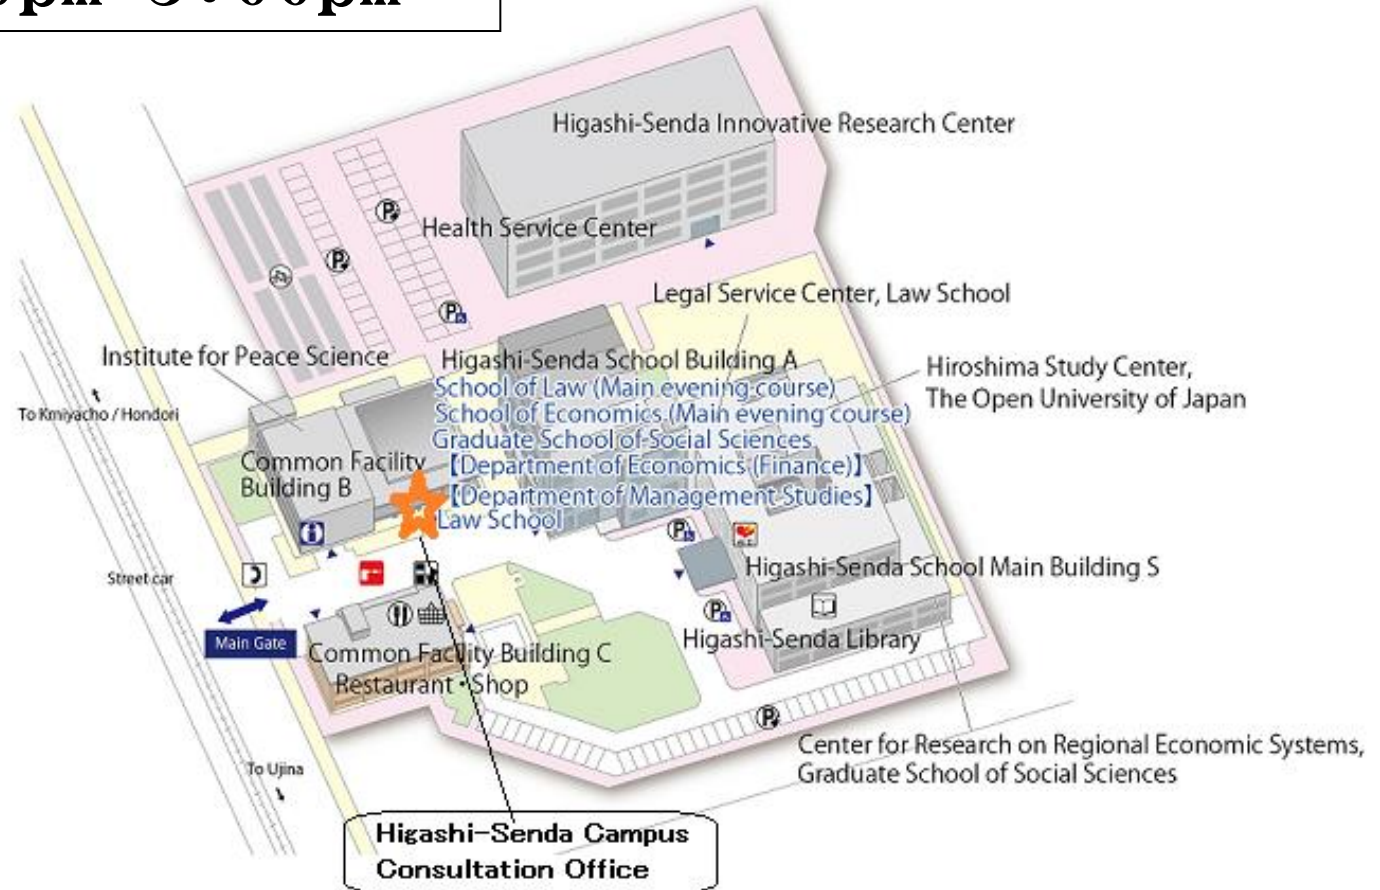 Higashi-Senda Innovative Research Center
Health Service Center
Legal Service Center, Law School
Institute for Peace Science
Higashi-Senda School Building A
School of Law (Main evening course)
School of Economics (Main evening course)
Graduate School of Social Sciences
【Department of Economics (Finance)】
【Department of Management Studies】
Law School
Hiroshima Study Center,
The Open University of Japan
To Kmiyacho / Hondori
Common Facility
Building B
Street car
Main Gate
Higashi-Senda School Main Building S
Higashi-Senda Library
Common Facility Building C
Restaurant・Shop
Center for Research on Regional Economic Systems,
Graduate School of Social Sciences
To Ujina
Higashi-Senda Campus
Consultation Office